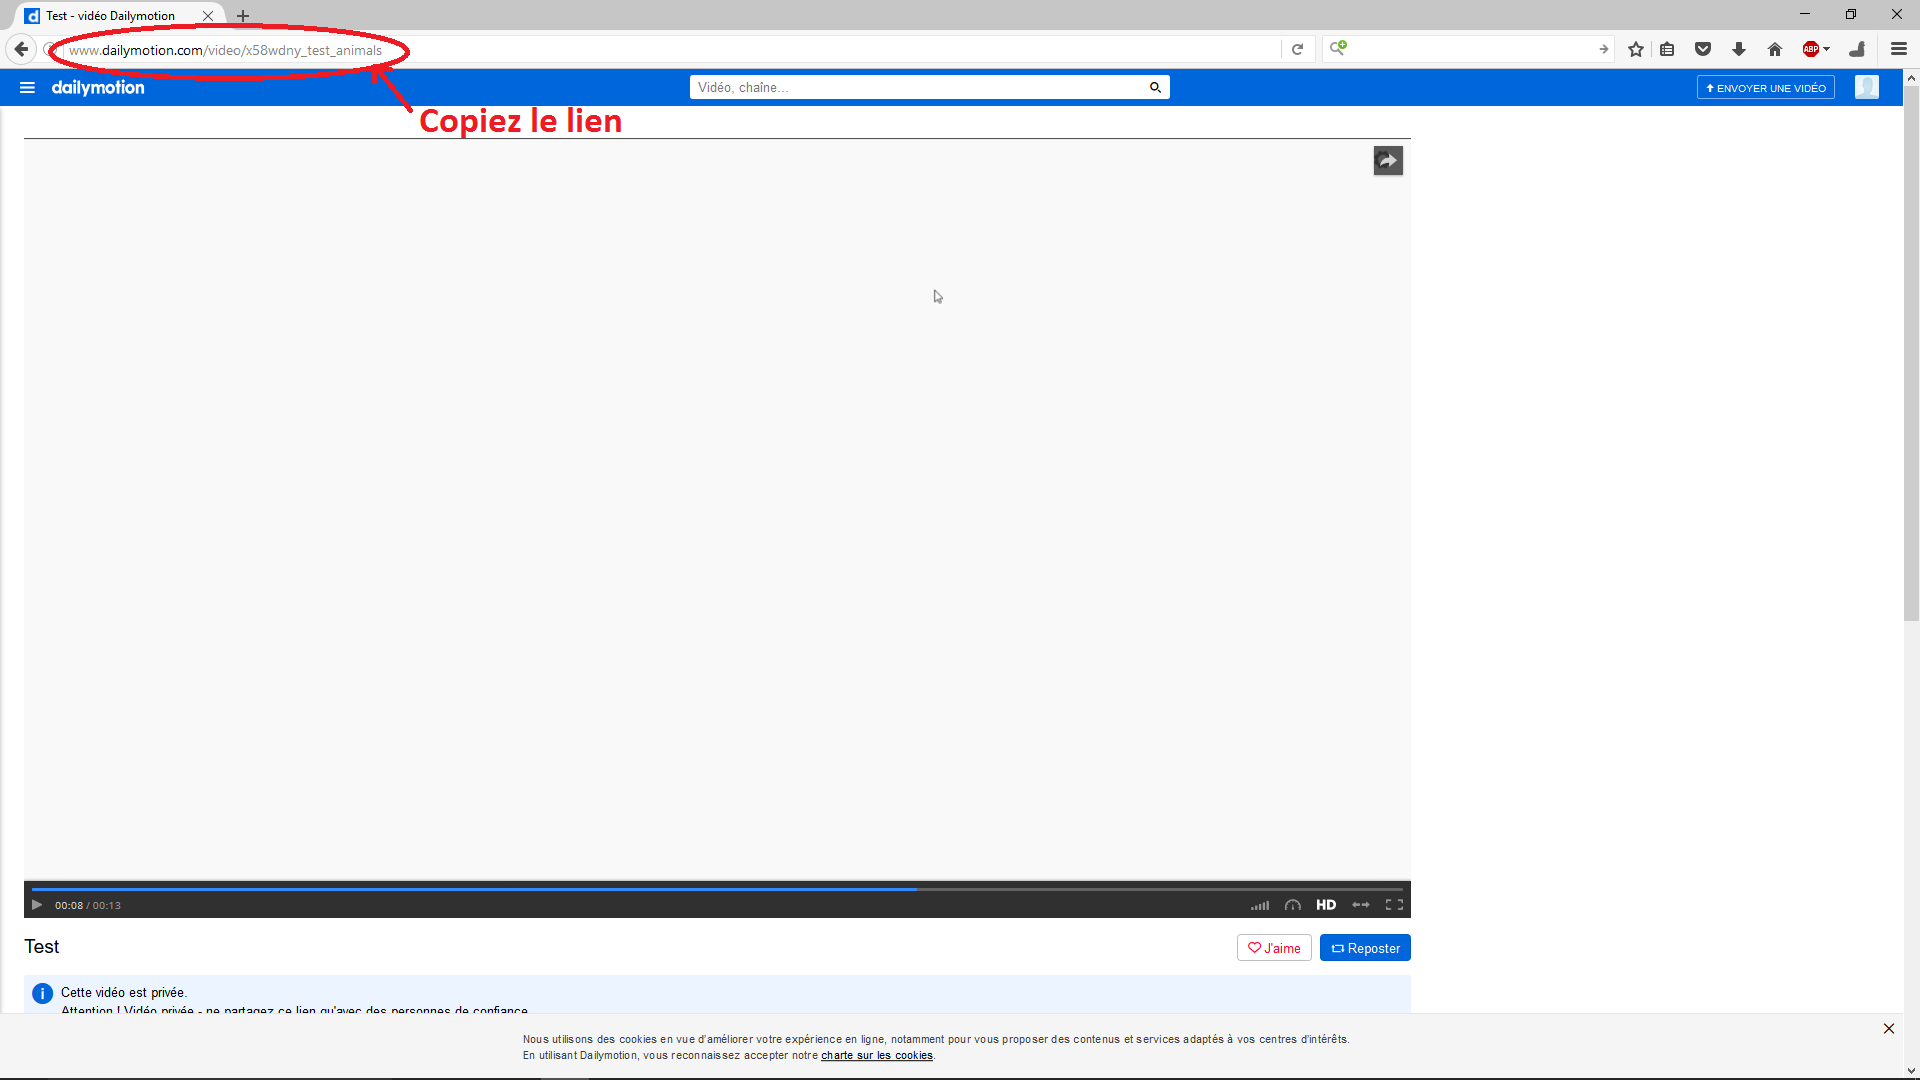 Test - vidéo Dailymotion
www.dailymotion.com/video/x58wdny_test_animals
ABP
dailymotion
Vidéo, chaîne...
ENVOYER UNE VIDÉO
Copiez le lien
00:08 / 00:13
HD
Test
J'aime
Reposter
Cette vidéo est privée.
Attention ! Vidéo privée - ne partagez ce lien qu'avec des personnes de confiance
Nous utilisons des cookies en vue d'améliorer votre expérience en ligne, notamment pour vous proposer des contenus et services adaptés à vos centres d'intérêts.
En utilisant Dailymotion, vous reconnaissez accepter notre charte sur les cookies.